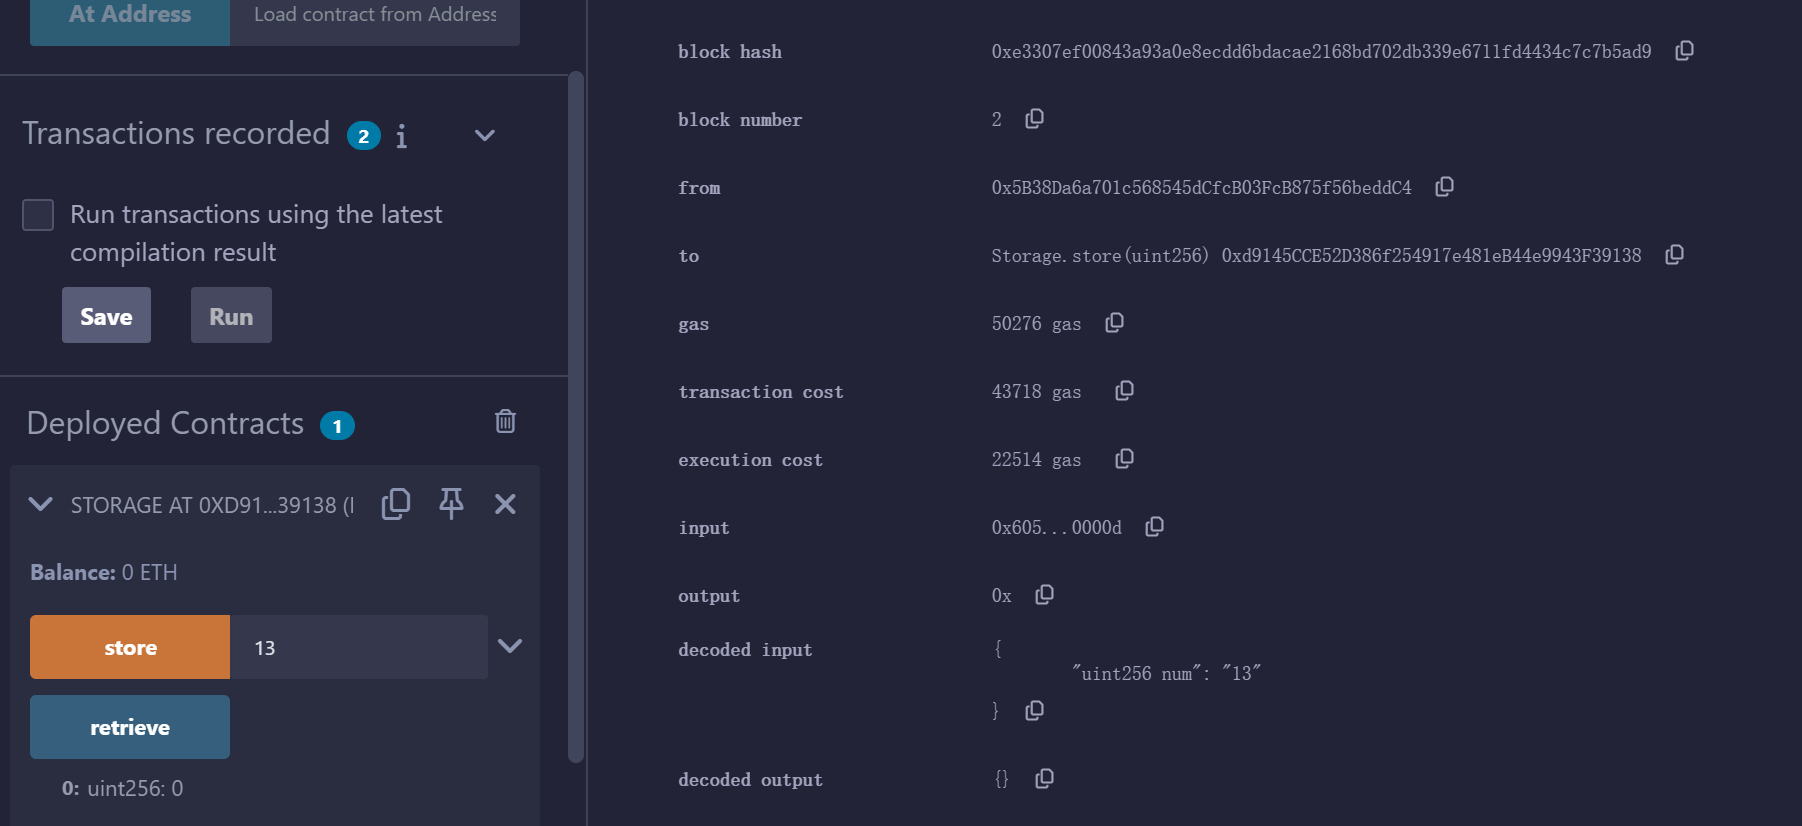 At Address
Load contract from Address
Transactions recorded 2 i
Run transactions using the latest
compilation result
Save
Run
Deployed Contracts 1
STORAGE AT 0XD91...39138 (
Balance: 0 ETH
store
13
retrieve
0: uint256: 0
block hash
0xe3307ef00843a93a0e8ecdd6bdacae2168bd702db339e6711fd4434c7c7b5ad9
block number
2
from
0x5B38Da6a701c568545dCfcB03FcB875f56beddC4
to
Storage.store(uint256) 0xd9145CCE52D386f254917e481eB44e9943F39138
gas
50276 gas
transaction cost
43718 gas
execution cost
22514 gas
input
0x605...0000d
output
0x
decoded input
{
"uint256 num": "13"
}
decoded output
{}